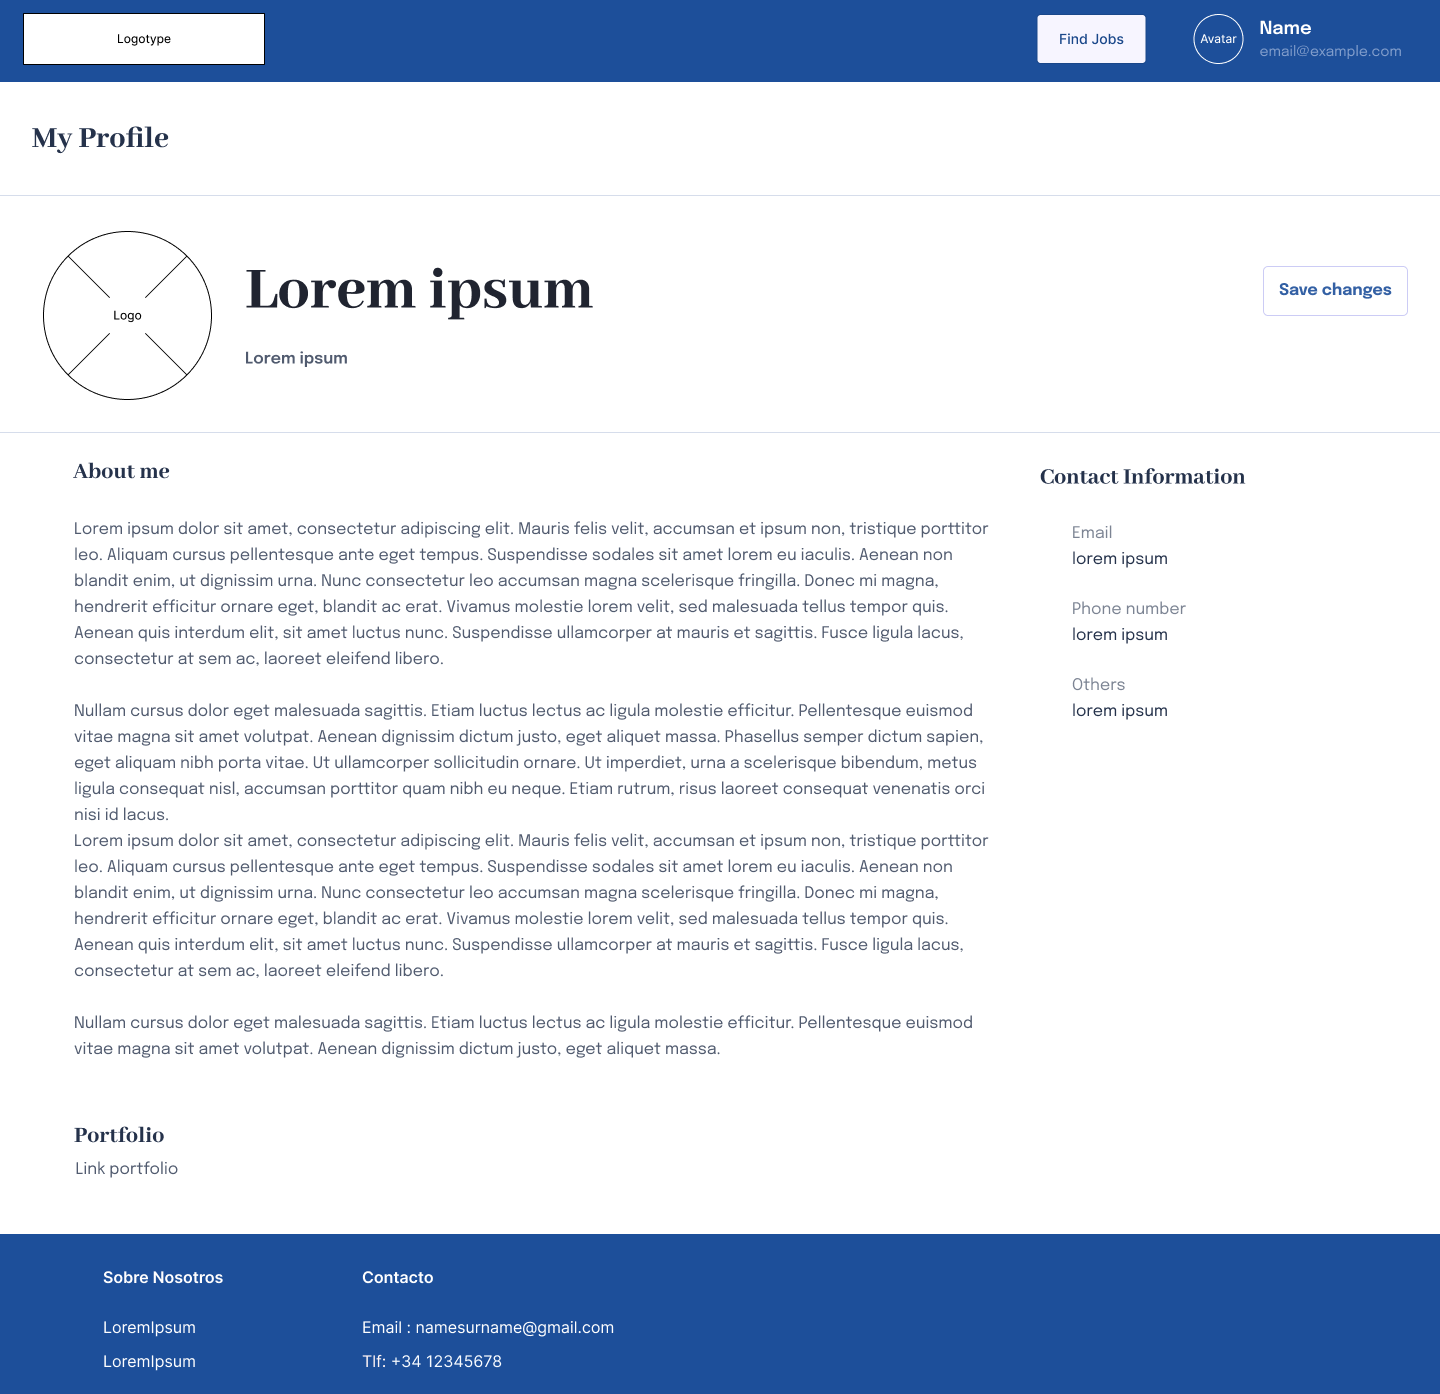 Logotype
Find Jobs
Avatar
Name
email@example.com
My Profile
Logo
Lorem ipsum
Lorem ipsum
Save changes
About me
Lorem ipsum dolor sit amet, consectetur adipiscing elit. Mauris felis velit, accumsan et ipsum non, tristique porttitor
leo. Aliquam cursus pellentesque ante eget tempus. Suspendisse sodales sit amet lorem eu iaculis. Aenean non
blandit enim, ut dignissim urna. Nunc consectetur leo accumsan magna scelerisque fringilla. Donec mi magna,
hendrerit efficitur ornare eget, blandit ac erat. Vivamus molestie lorem velit, sed malesuada tellus tempor quis.
Aenean quis interdum elit, sit amet luctus nunc. Suspendisse ullamcorper at mauris et sagittis. Fusce ligula lacus,
consectetur at sem ac, laoreet eleifend libero.
Nullam cursus dolor eget malesuada sagittis. Etiam luctus lectus ac ligula molestie efficitur. Pellentesque euismod
vitae magna sit amet volutpat. Aenean dignissim dictum justo, eget aliquet massa. Phasellus semper dictum sapien,
eget aliquam nibh porta vitae. Ut ullamcorper sollicitudin ornare. Ut imperdiet, urna a scelerisque bibendum, metus
ligula consequat nisl, accumsan porttitor quam nibh eu neque. Etiam rutrum, risus laoreet consequat venenatis orci
nisi id lacus.
Lorem ipsum dolor sit amet, consectetur adipiscing elit. Mauris felis velit, accumsan et ipsum non, tristique porttitor
leo. Aliquam cursus pellentesque ante eget tempus. Suspendisse sodales sit amet lorem eu iaculis. Aenean non
blandit enim, ut dignissim urna. Nunc consectetur leo accumsan magna scelerisque fringilla. Donec mi magna,
hendrerit efficitur ornare eget, blandit ac erat. Vivamus molestie lorem velit, sed malesuada tellus tempor quis.
Aenean quis interdum elit, sit amet luctus nunc. Suspendisse ullamcorper at mauris et sagittis. Fusce ligula lacus,
consectetur at sem ac, laoreet eleifend libero.
Nullam cursus dolor eget malesuada sagittis. Etiam luctus lectus ac ligula molestie efficitur. Pellentesque euismod
vitae magna sit amet volutpat. Aenean dignissim dictum justo, eget aliquet massa.
Portfolio
Link portfolio
Contact Information
Email
lorem ipsum
Phone number
lorem ipsum
Others
lorem ipsum
Sobre Nosotros
LoremIpsum
LoremIpsum
Contacto
Email : namesurname@gmail.com
Tlf: +34 12345678